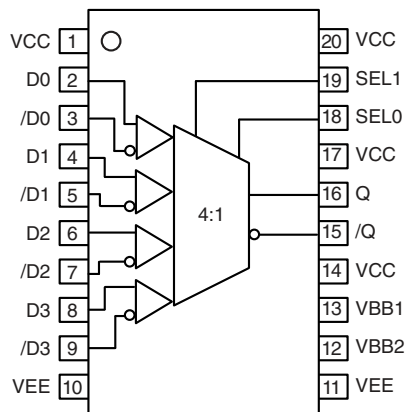 VCC 1 20 VCC
D0 2 19 SEL1
/D0 3 18 SEL0
D1 4 17 VCC
/D1 5 16 Q
D2 6 15 /Q
/D2 7 14 VCC
D3 8 13 VBB1
/D3 9 12 VBB2
VEE 10 11 VEE
4:1